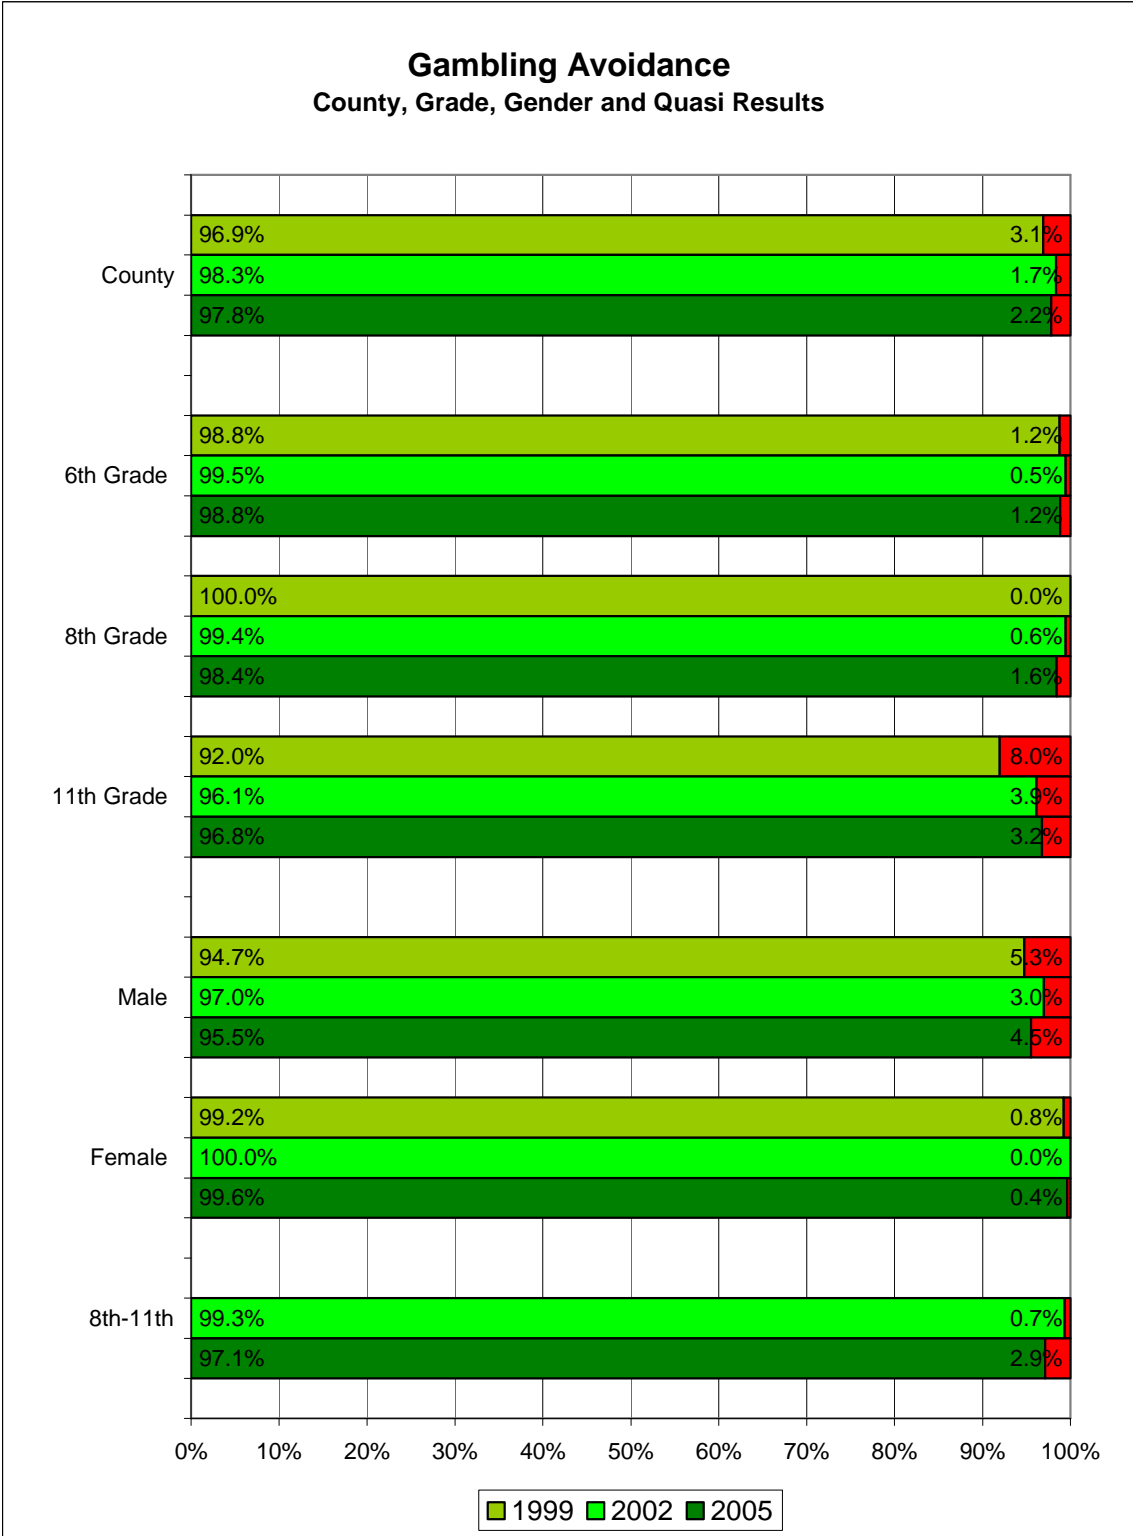 Gambling Avoidance
County, Grade, Gender and Quasi Results
96.9% 3.1%
County 98.3% 1.7%
97.8% 2.2%
98.8% 1.2%
6th Grade 99.5% 0.5%
98.8% 1.2%
100.0% 0.0%
8th Grade 99.4% 0.6%
98.4% 1.6%
92.0% 8.0%
11th Grade 96.1% 3.9%
96.8% 3.2%
94.7% 5.3%
Male 97.0% 3.0%
95.5% 4.5%
99.2% 0.8%
Female 100.0% 0.0%
99.6% 0.4%
8th-11th 99.3% 0.7%
97.1% 2.9%
0% 10% 20% 30% 40% 50% 60% 70% 80% 90% 100%
1999 2002 2005